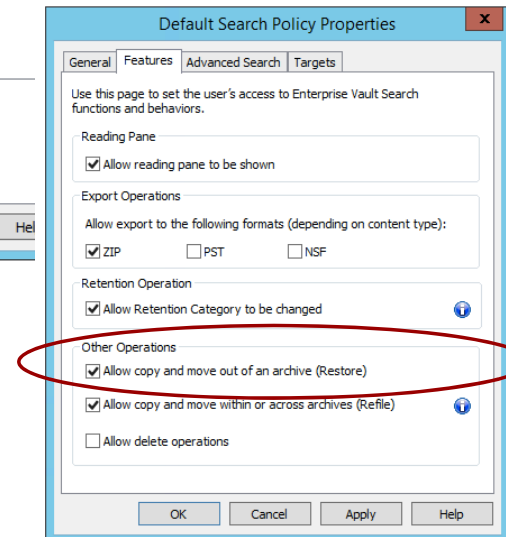 Default Search Policy Properties
x
General Features Advanced Search Targets
Use this page to set the user's access to Enterprise Vault Search
functions and behaviors.
Reading Pane
Allow reading pane to be shown
Export Operations
Allow export to the following formats (depending on content type):
ZIP PST NSF
Hel
Retention Operation
Allow Retention Category to be changed
Other Operations
Allow copy and move out of an archive (Restore)
Allow copy and move within or across archives (Refile)
Allow delete operations
OK Cancel Apply Help